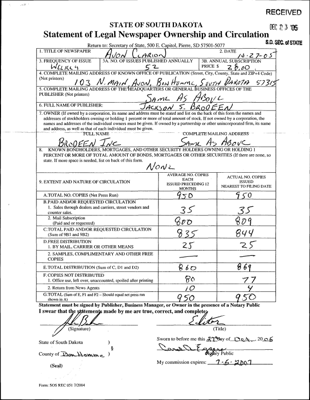 RECEIVED
DEC 23 '05
S.D. SEC. of STATE
STATE OF SOUTH DAKOTA
Statement of Legal Newspaper Ownership and Circulation
Return to: Secretary of State, 500 E. Capitol, Pierre, SD 57501-5077
1. TITLE OF NEWSPAPER AVON CLARION 2. DATE 10-27-05
3. FREQUENCY OF ISSUE WEEKLY 3A. NO. OF ISSUES PUBLISHED ANNUALLY 52 3B. ANNUAL SUBSCRIPTION PRICE $ 28.00
4. COMPLETE MAILING ADDRESS OF KNOWN OFFICE OF PUBLICATION (Street, City, County, State and ZIP+4 Code)
(Not printers) 103 N. MAIN AVON, BON HOMME, SOUTH DAKOTA 57315
5. COMPLETE MAILING ADDRESS OF THE HEADQUARTERS OR GENERAL BUSINESS OFFICES OF THE
PUBLISHER (Not printers) SAME AS ABOVE
6. FULL NAME OF PUBLISHER: JACKSON S. BRODEEN
7. OWNER (If owned by a corporation, its name and address must be stated and
addresses of stockholders owning or holding 1 percent or more of total amount of stock. If not owned by a corporation, the
names and addresses of the individual owners must be given. If owned by a partnership or other unincorporated firm, its name
and address, as well as that of each individual must be given.
FULL NAME COMPLETE MAILING ADDRESS
BRODEEN INC SAME AS ABOVE
8. KNOWN BONDHOLDERS, MORTGAGES, AND OTHER SECURITY HOLDERS OWNING OR HOLDING 1
PERCENT OR MORE OF TOTAL AMOUNT OF BONDS, MORTGAGES OR OTHER SECURITIES (If there are none, so
state. If more space is needed, list on back of this form.
NONE
9. EXTENT AND NATURE OF CIRCULATION
AVERAGE NO. COPIES EACH ISSUED PRECEDING 12 MONTHS
ACTUAL NO. COPIES ISSUED NEAREST TO FILING DATE
A. TOTAL NO. COPIES (Net Press Run) 950 950
B. PAID AND/OR REQUESTED CIRCULATION
1. Sales through dealers and carriers, street vendors and
counter sales. 35 35
2. Mail Subscription
(Paid and or requested) 800 809
C. TOTAL PAID AND/OR REQUESTED CIRCULATION
(Sum of 9B1 and 9B2) 835 844
D. FREE DISTRIBUTION
1. BY MAIL, CARRIER OR OTHER MEANS 25 25
2. SAMPLES, COMPLIMENTARY AND OTHER FREE
COPIES
E. TOTAL DISTRIBUTION (Sum of C, D1 and D2) 860 869
F. COPIES NOT DISTRIBUTED
1. Office use, left over, unaccounted, spoiled after printing 80 77
2. Return from News Agents 10 4
G. TOTAL (Sum of E, F1 and F2 - Should equal net press run
shown in A) 950 950
Statement must be signed by Publisher, Business Manager, or Owner in the presence of a Notary Public
I swear that the statements made by me are true, correct, and complete
Editor
(Signature) (Title)
State of South Dakota )
§
County of Bon Homme )
Sworn to before me this 27 day of Oct, 2005
Notary Public
(Seal) My commission expires: 7-6-2007
Form: SOS REC 051 7/2004